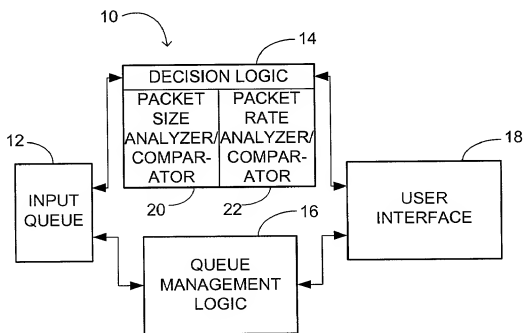 10
14
DECISION LOGIC
PACKET
SIZE
ANALYZER/
COMPAR-
ATOR
PACKET
RATE
ANALYZER/
COMPAR-
ATOR
12
18
INPUT
QUEUE
20
22
USER
INTERFACE
16
QUEUE
MANAGEMENT
LOGIC